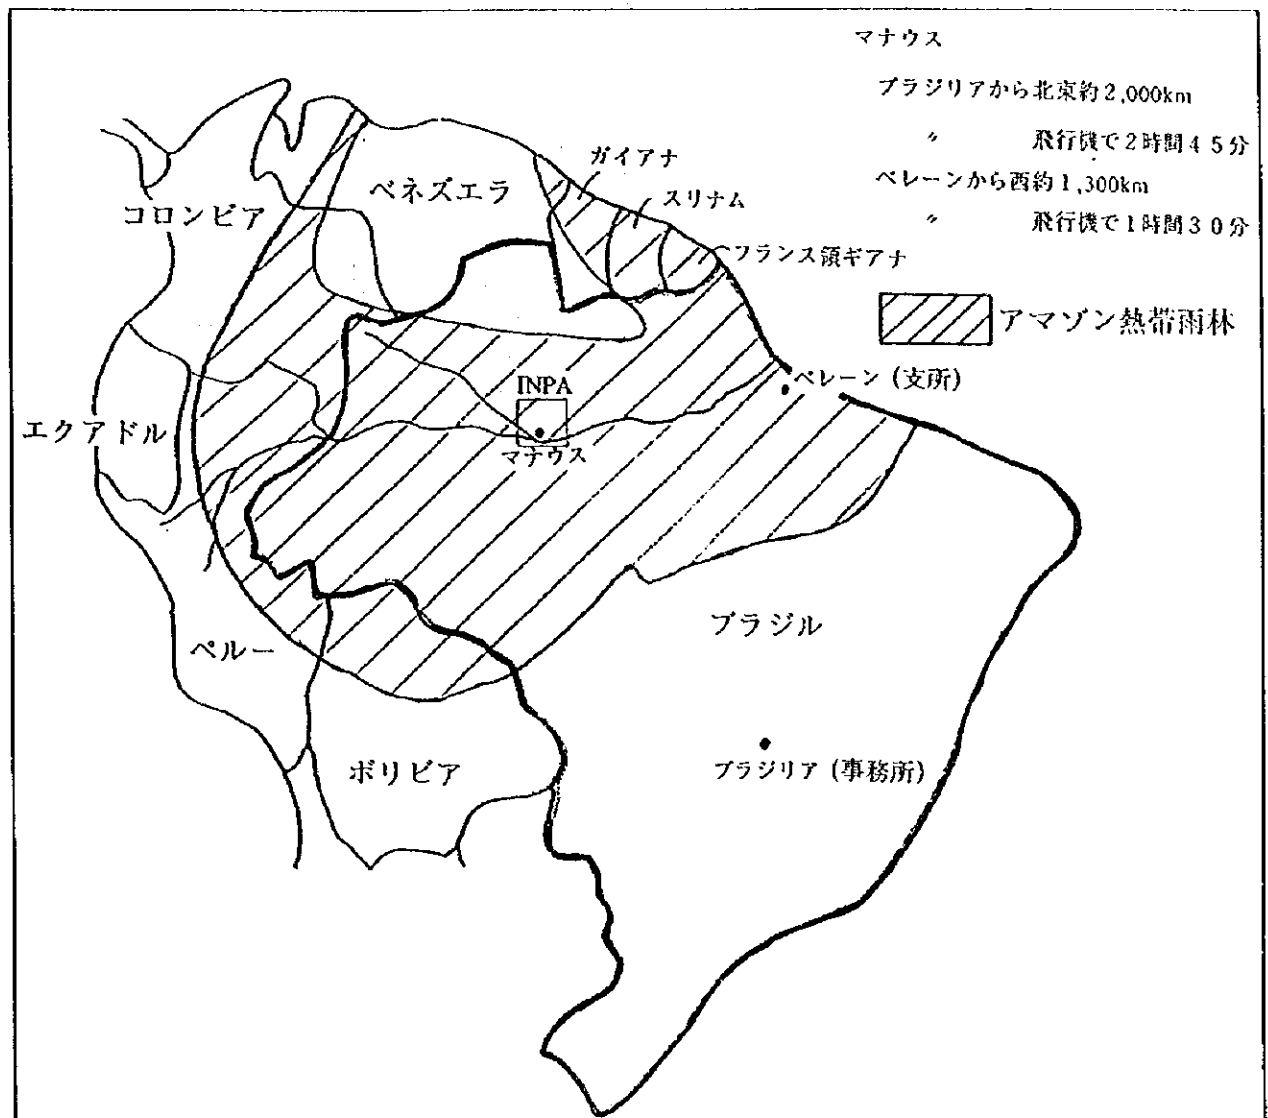 マナウス
ブラジリアから北東約2,000km
〃 飛行機で2時間45分
ベレーンから西約1,300km
〃 飛行機で1時間30分
ガイアナ
ベネズエラ
スリナム
コロンビア
フランス領ギアナ
アマゾン熱帯雨林
ベレーン (支所)
INPA
エクアドル
マナウス
ブラジル
ペルー
ボリビア
ブラジリア (事務所)